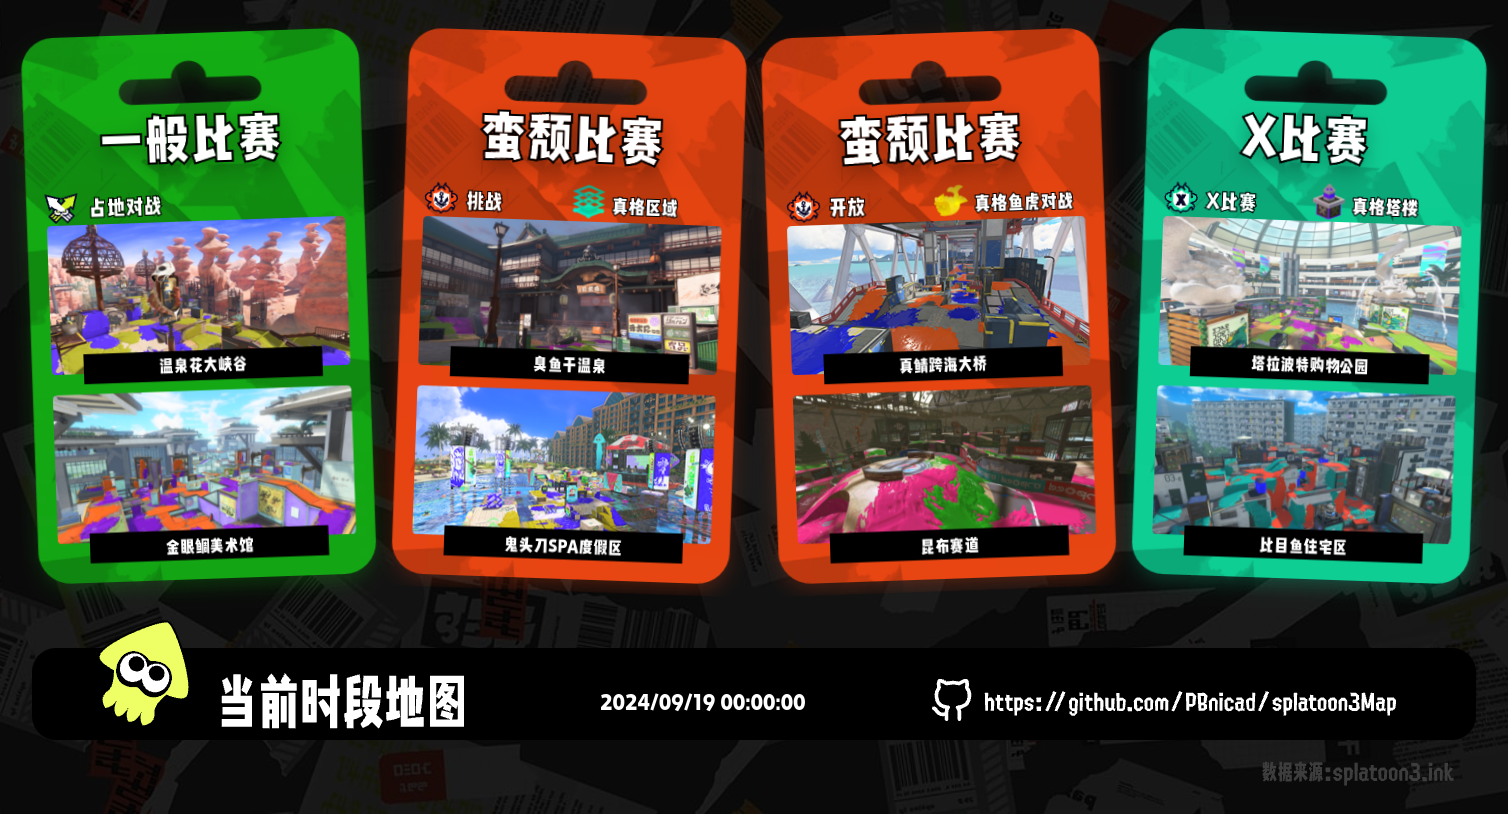 一般比赛
占地对战
温泉花大峡谷
金眼鲷美术馆
蛮颓比赛
挑战
真格区域
臭鱼干温泉
鬼头刀SPA度假区
蛮颓比赛
开放
真格鱼虎对战
真鲭跨海大桥
昆布赛道
X比赛
X比赛
真格塔楼
塔拉波特购物公园
比目鱼住宅区
当前时段地图
2024/09/19 00:00:00
https://github.com/PBnicad/splatoon3Map
数据来源:splatoon3.ink